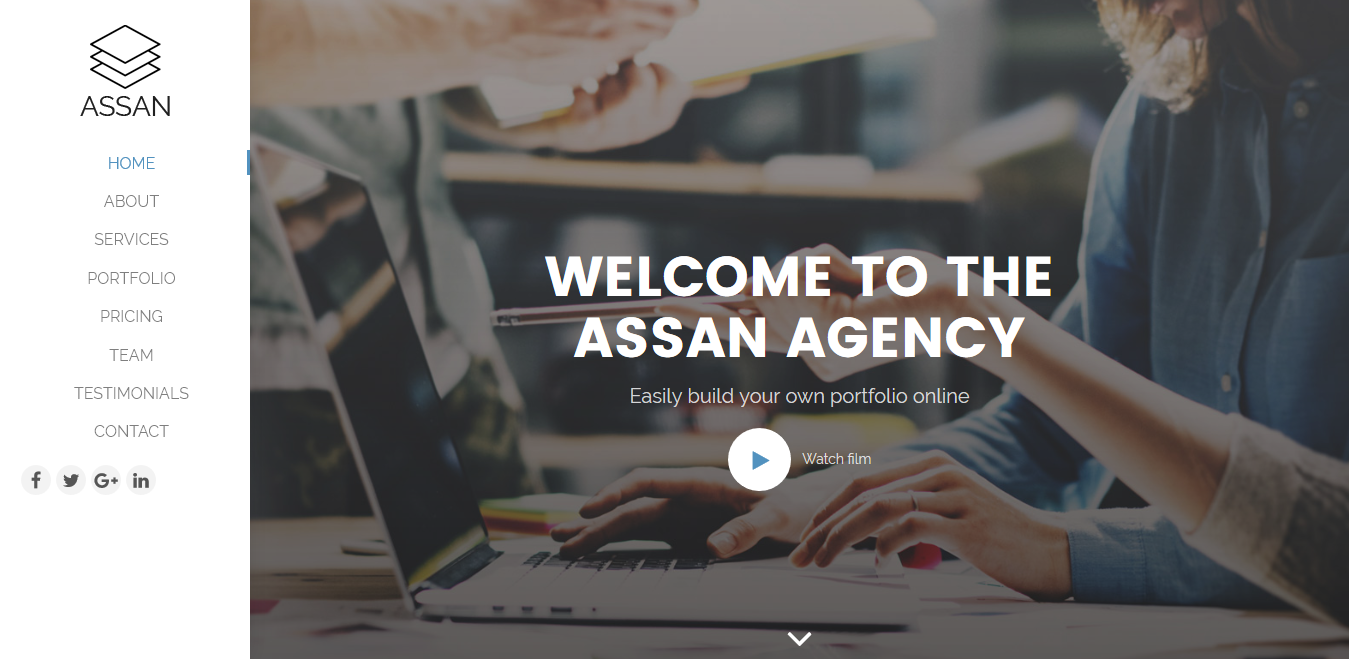 ASSAN
HOME
ABOUT
SERVICES
PORTFOLIO
PRICING
TEAM
TESTIMONIALS
CONTACT
WELCOME TO THE
ASSAN AGENCY
Easily build your own portfolio online
Watch film